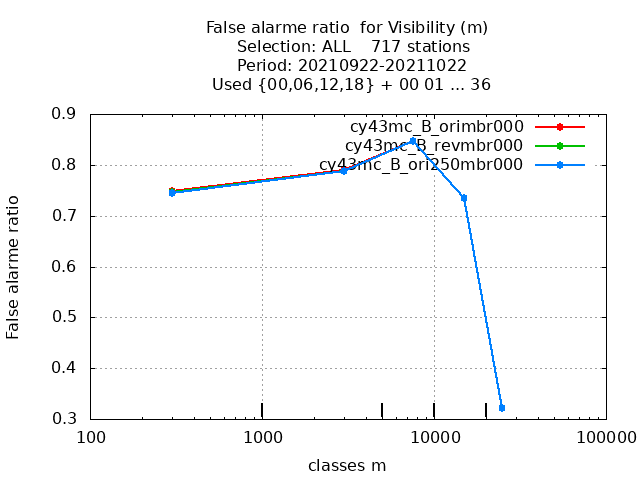 False alarme ratio  for Visibility (m)
Selection: ALL    717 stations
Period: 20210922-20211022
Used {00,06,12,18} + 00 01 ... 36
cy43mc_B_orimbr000
cy43mc_B_revmbr000
cy43mc_B_ori250mbr000
False alarme ratio
0.9
0.8
0.7
0.6
0.5
0.4
0.3
100
1000
10000
100000
classes m